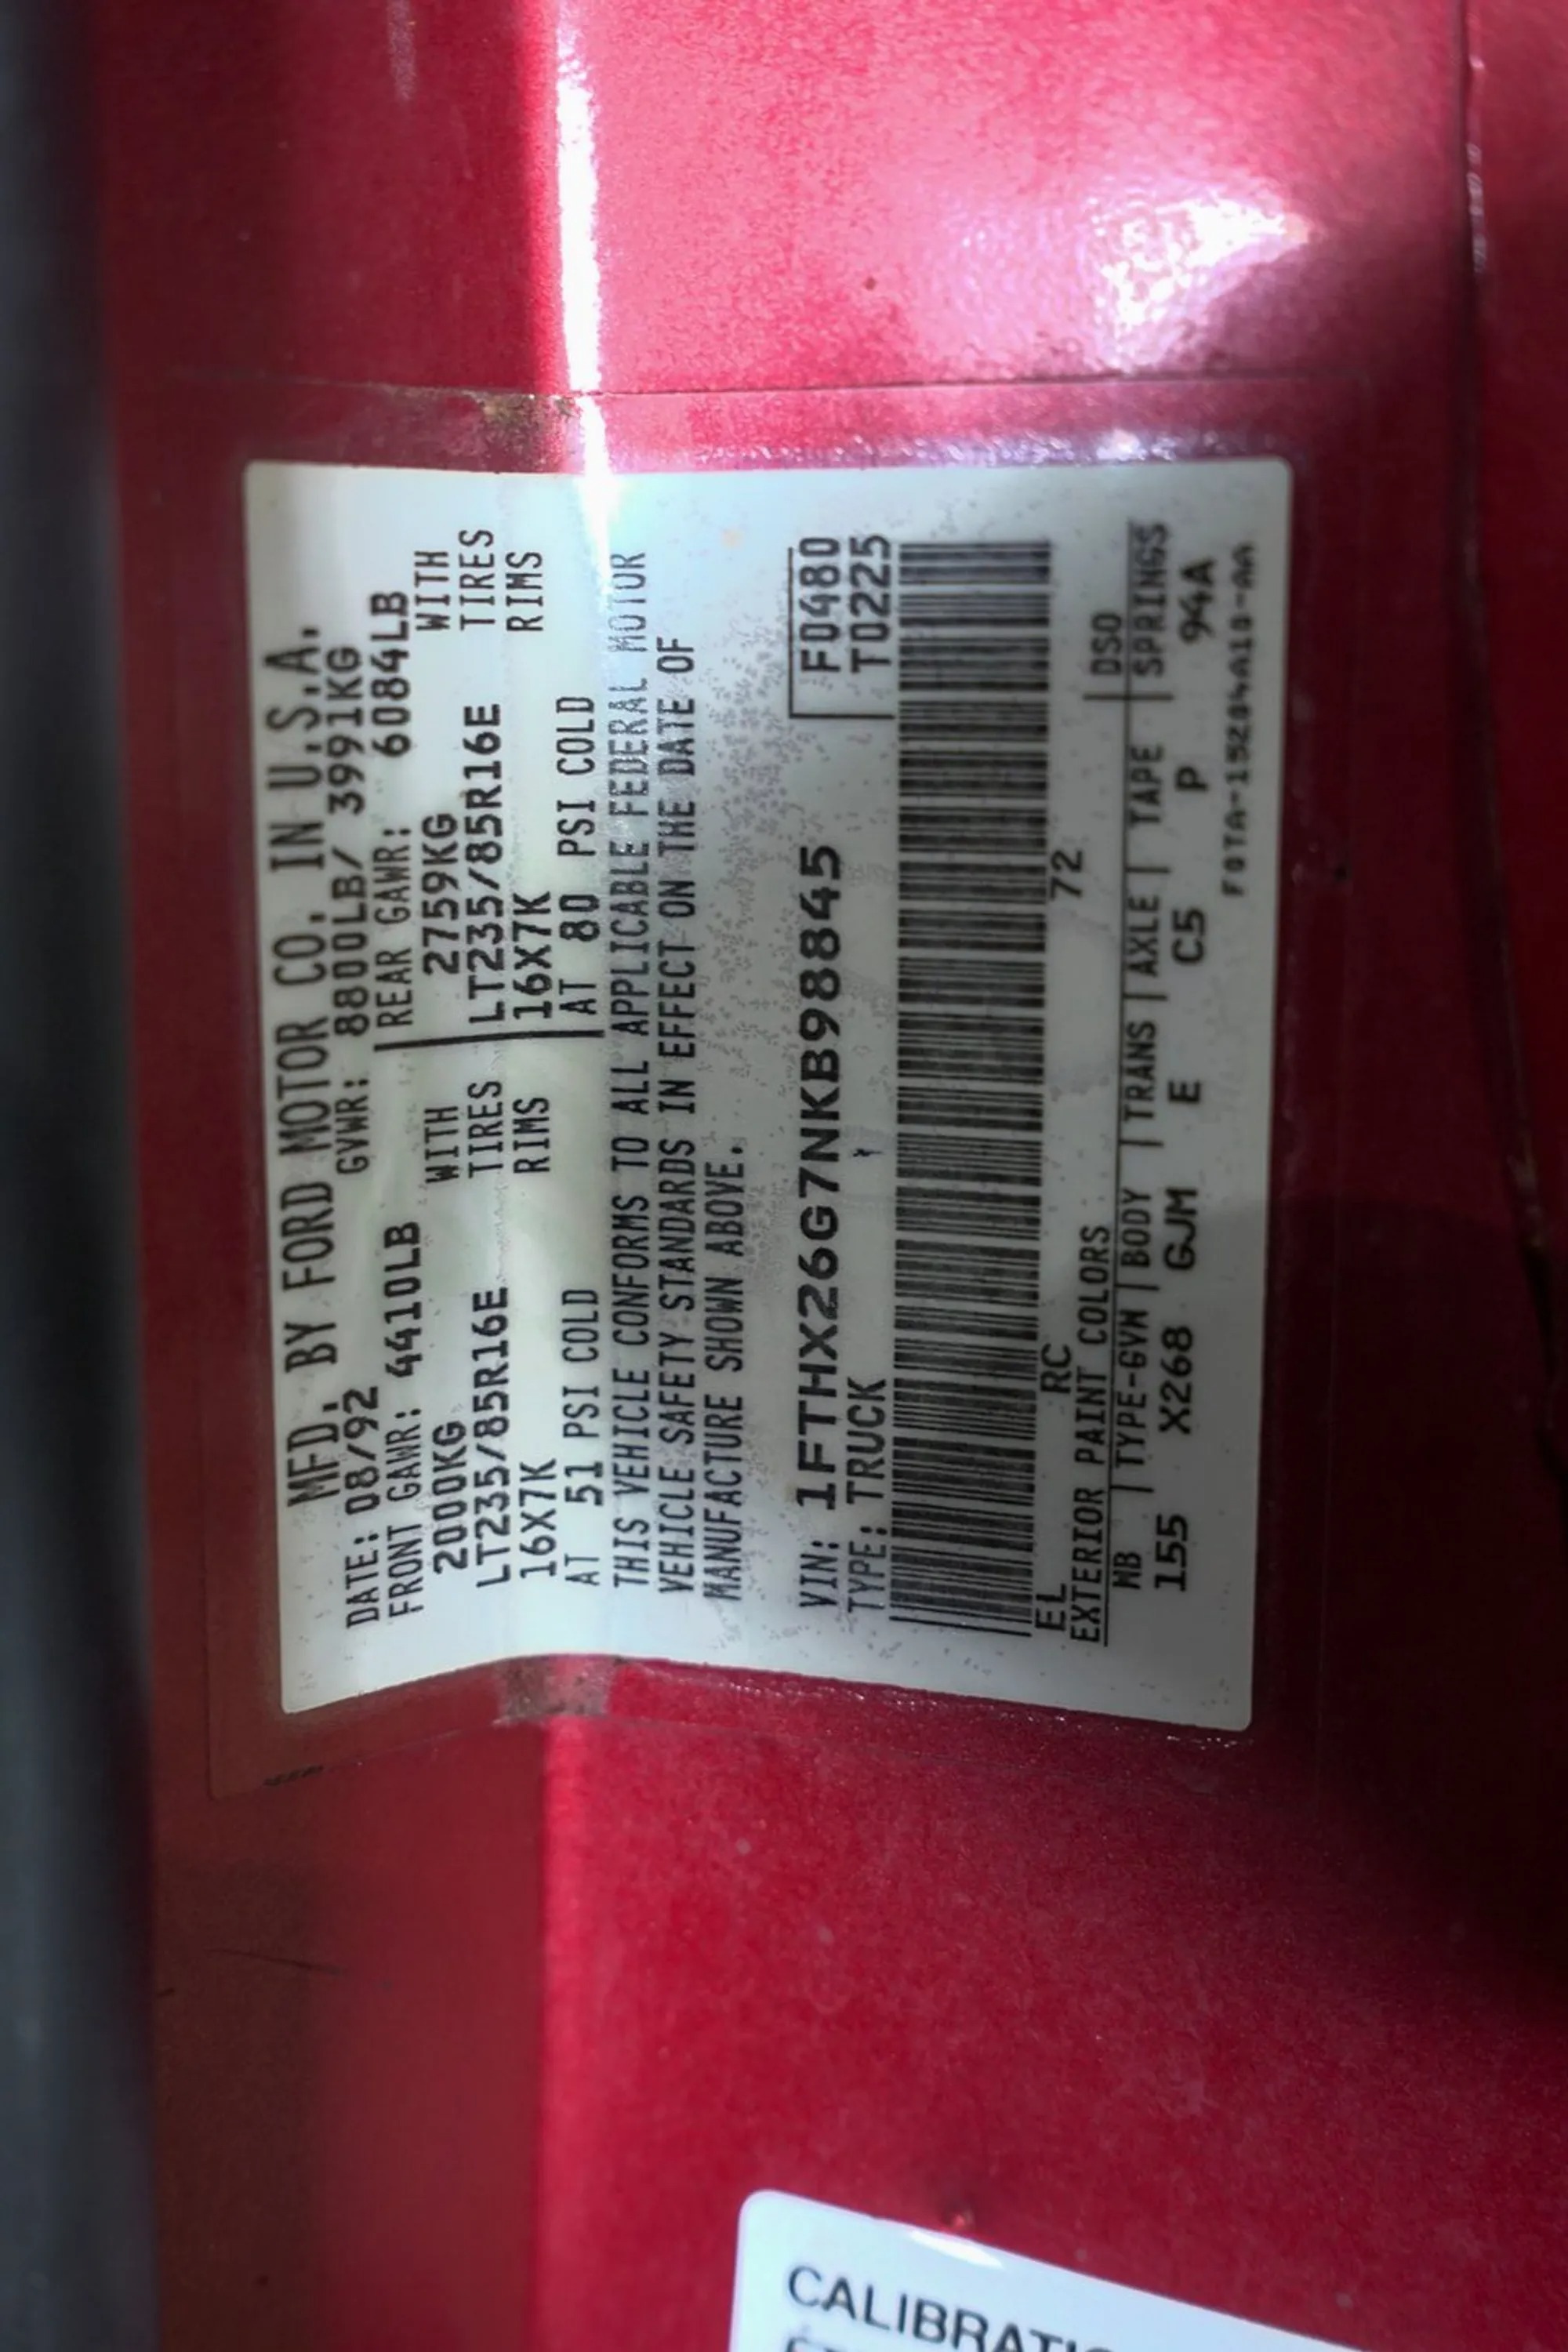 MFD. BY FORD MOTOR CO. IN U.S.A.
DATE: 08/92 GVWR: 8800LB/ 3991KG
FRONT GAWR: 4410LB REAR GAWR: 6084LB
2000KG WITH 2759KG WITH
LT235/85R16E TIRES LT235/85R16E TIRES
16X7K RIMS 16X7K RIMS
AT 51 PSI COLD AT 80 PSI COLD
THIS VEHICLE CONFORMS TO ALL APPLICABLE FEDERAL MOTOR
VEHICLE SAFETY STANDARDS IN EFFECT ON THE DATE OF
MANUFACTURE SHOWN ABOVE.
VIN: 1FTHX26G7NKB98845 F0480
TYPE: TRUCK T0225
EL RC 72
EXTERIOR PAINT COLORS DSO
WB TYPE-GVW BODY TRANS AXLE TAPE SPRINGS
155 X268 GJM E C5 P 94A
CALIBRATIO